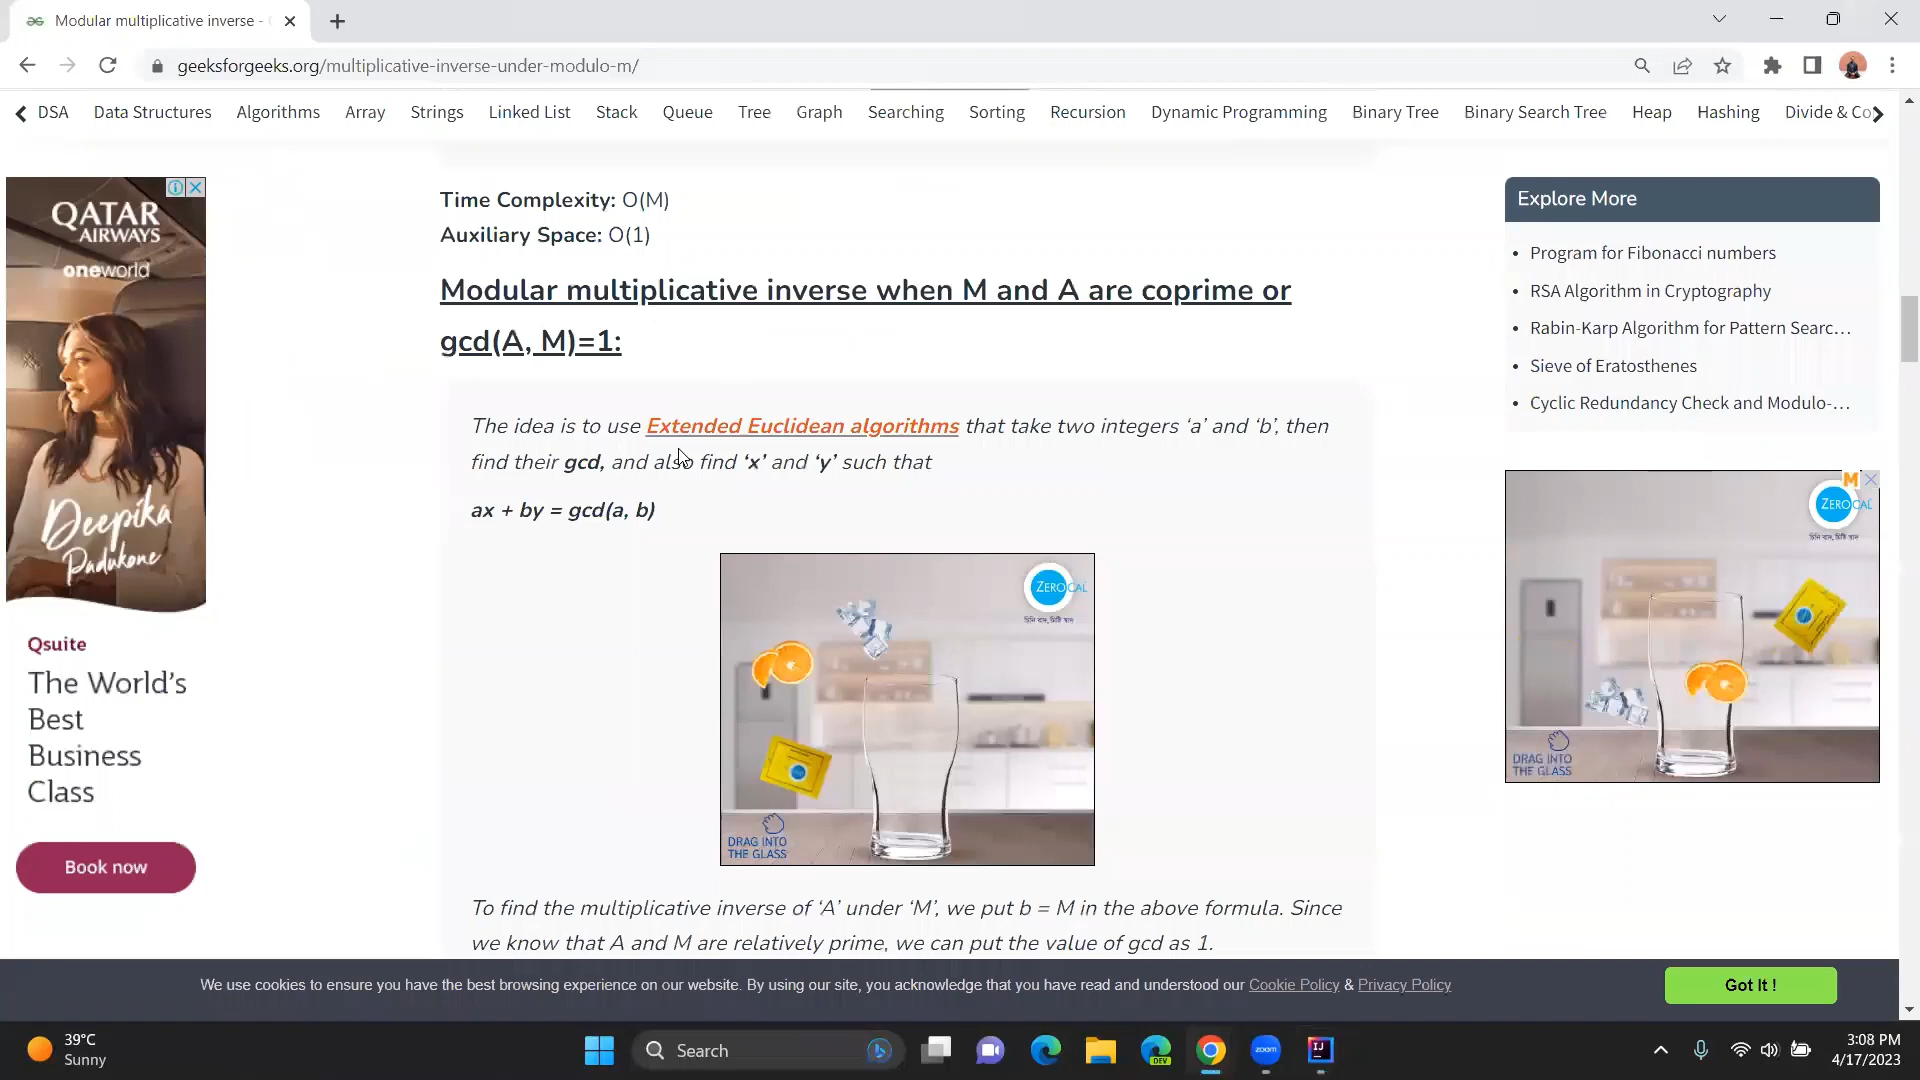 Modular multiplicative inverse -
geeksforgeeks.org/multiplicative-inverse-under-modulo-m/
DSA Data Structures Algorithms Array Strings Linked List Stack Queue Tree Graph Searching Sorting Recursion Dynamic Programming Binary Tree Binary Search Tree Heap Hashing Divide & Co
QATAR
AIRWAYS
oneworld
Deepika
Padukone
Qsuite
The World's
Best
Business
Class
Book now
Time Complexity: O(M)
Auxiliary Space: O(1)
Modular multiplicative inverse when M and A are coprime or
gcd(A, M)=1:
The idea is to use Extended Euclidean algorithms that take two integers ‘a’ and ‘b’, then
find their gcd, and also find ‘x’ and ‘y’ such that
ax + by = gcd(a, b)
ZEROCAL
চিনি বাদ, মিষ্টি স্বাদ
DRAG INTO
THE GLASS
To find the multiplicative inverse of ‘A’ under ‘M’, we put b = M in the above formula. Since
we know that A and M are relatively prime, we can put the value of gcd as 1.
Explore More
• Program for Fibonacci numbers
• RSA Algorithm in Cryptography
• Rabin-Karp Algorithm for Pattern Searc...
• Sieve of Eratosthenes
• Cyclic Redundancy Check and Modulo-...
M
ZEROCAL
চিনি বাদ, মিষ্টি স্বাদ
DRAG INTO
THE GLASS
We use cookies to ensure you have the best browsing experience on our website. By using our site, you acknowledge that you have read and understood our Cookie Policy & Privacy Policy
Got It !
39°C
Sunny
Search
DEV
zoom
IJ
3:08 PM
4/17/2023